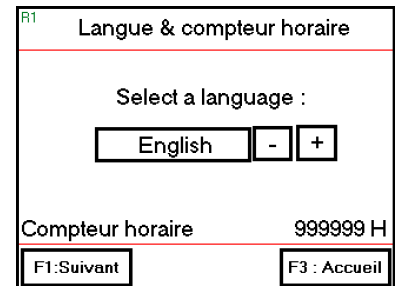 R1
Langue & compteur horaire
Select a language :
English - +
Compteur horaire 999999 H
F1:Suivant F3 : Accueil